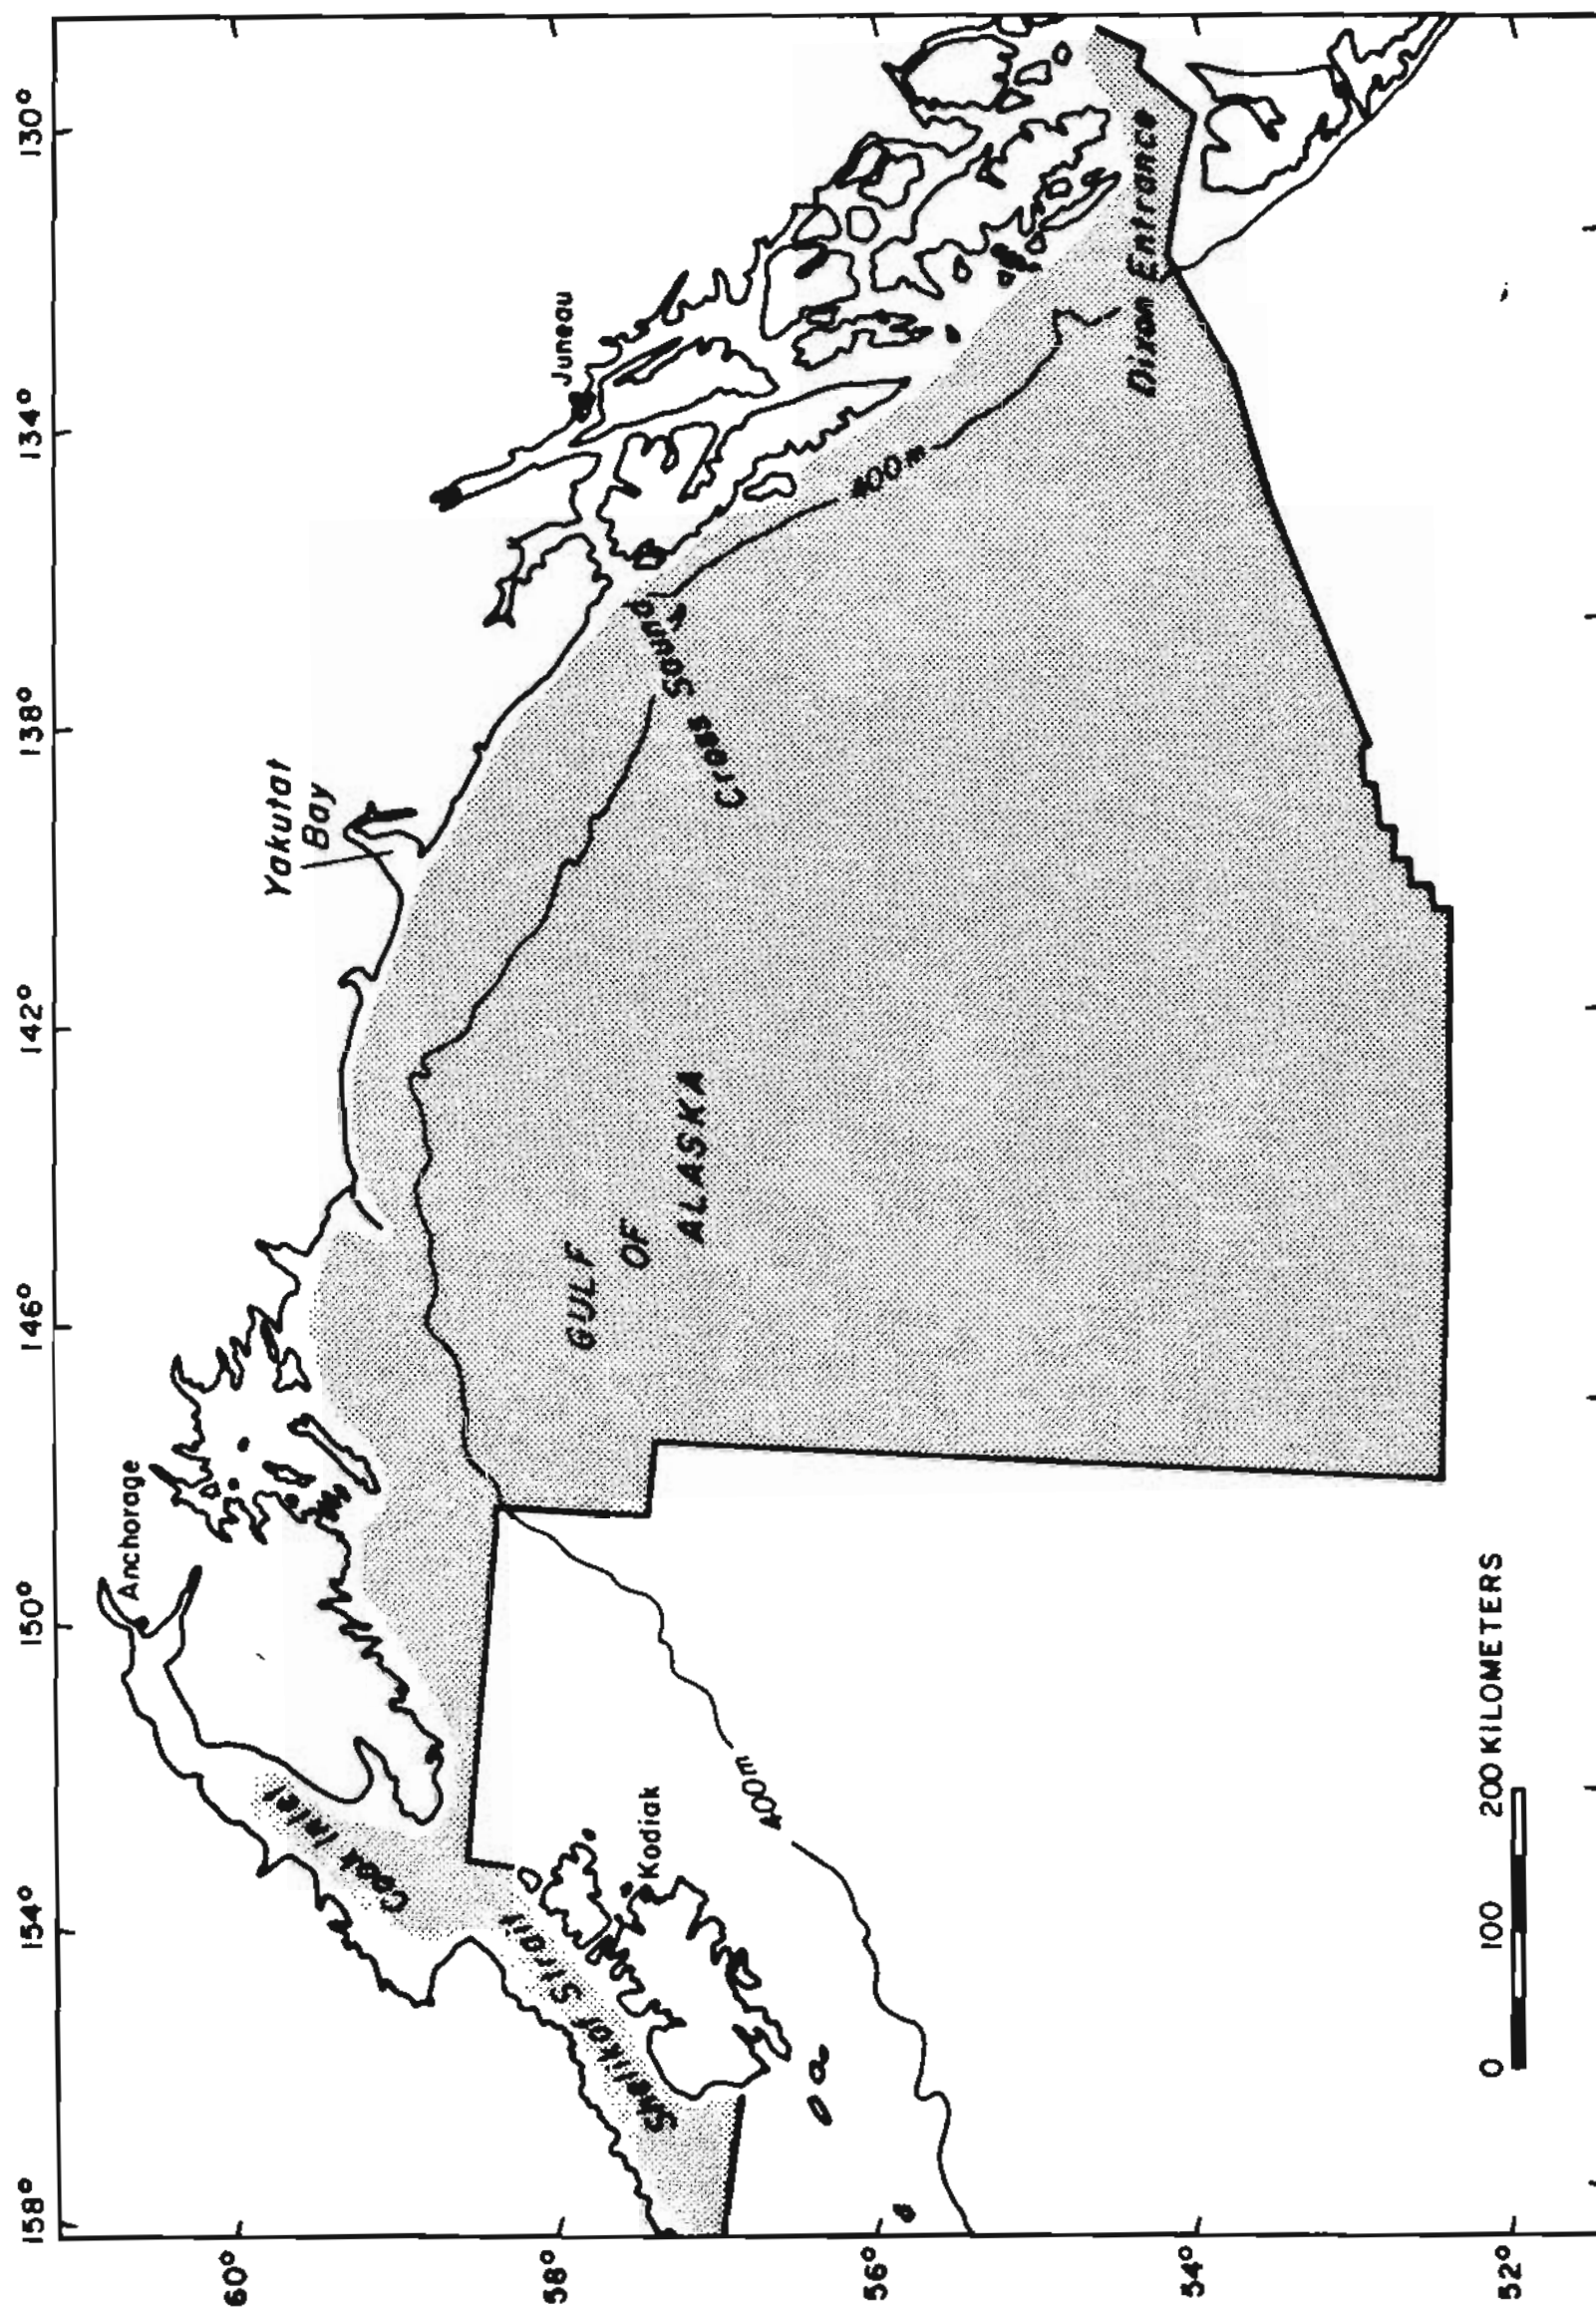 158°
154°
150°
146°
142°
138°
134°
130°
60°
58°
56°
54°
52°
Anchorage
Cook Inlet
Shelikof Strait
Kodiak
400m
Yakutat
Bay
Juneau
Cross Sound
400m
Dixon Entrance
GULF
OF
ALASKA
0 100 200 KILOMETERS